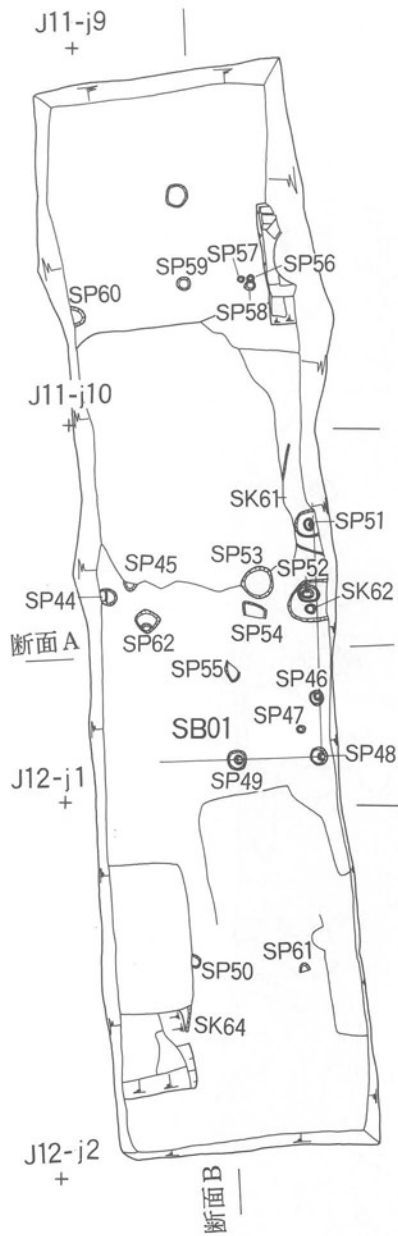 J11-j9
SP57
SP56
SP59
SP58
SP60
J11-j10
SK61
SP51
SP45
SP53
SP52
SP44
SK62
SP62
SP54
断面A
SP55
SP46
SP47
SB01
SP48
SP49
J12-j1
SP50
SP61
SK64
J12-j2
断面B